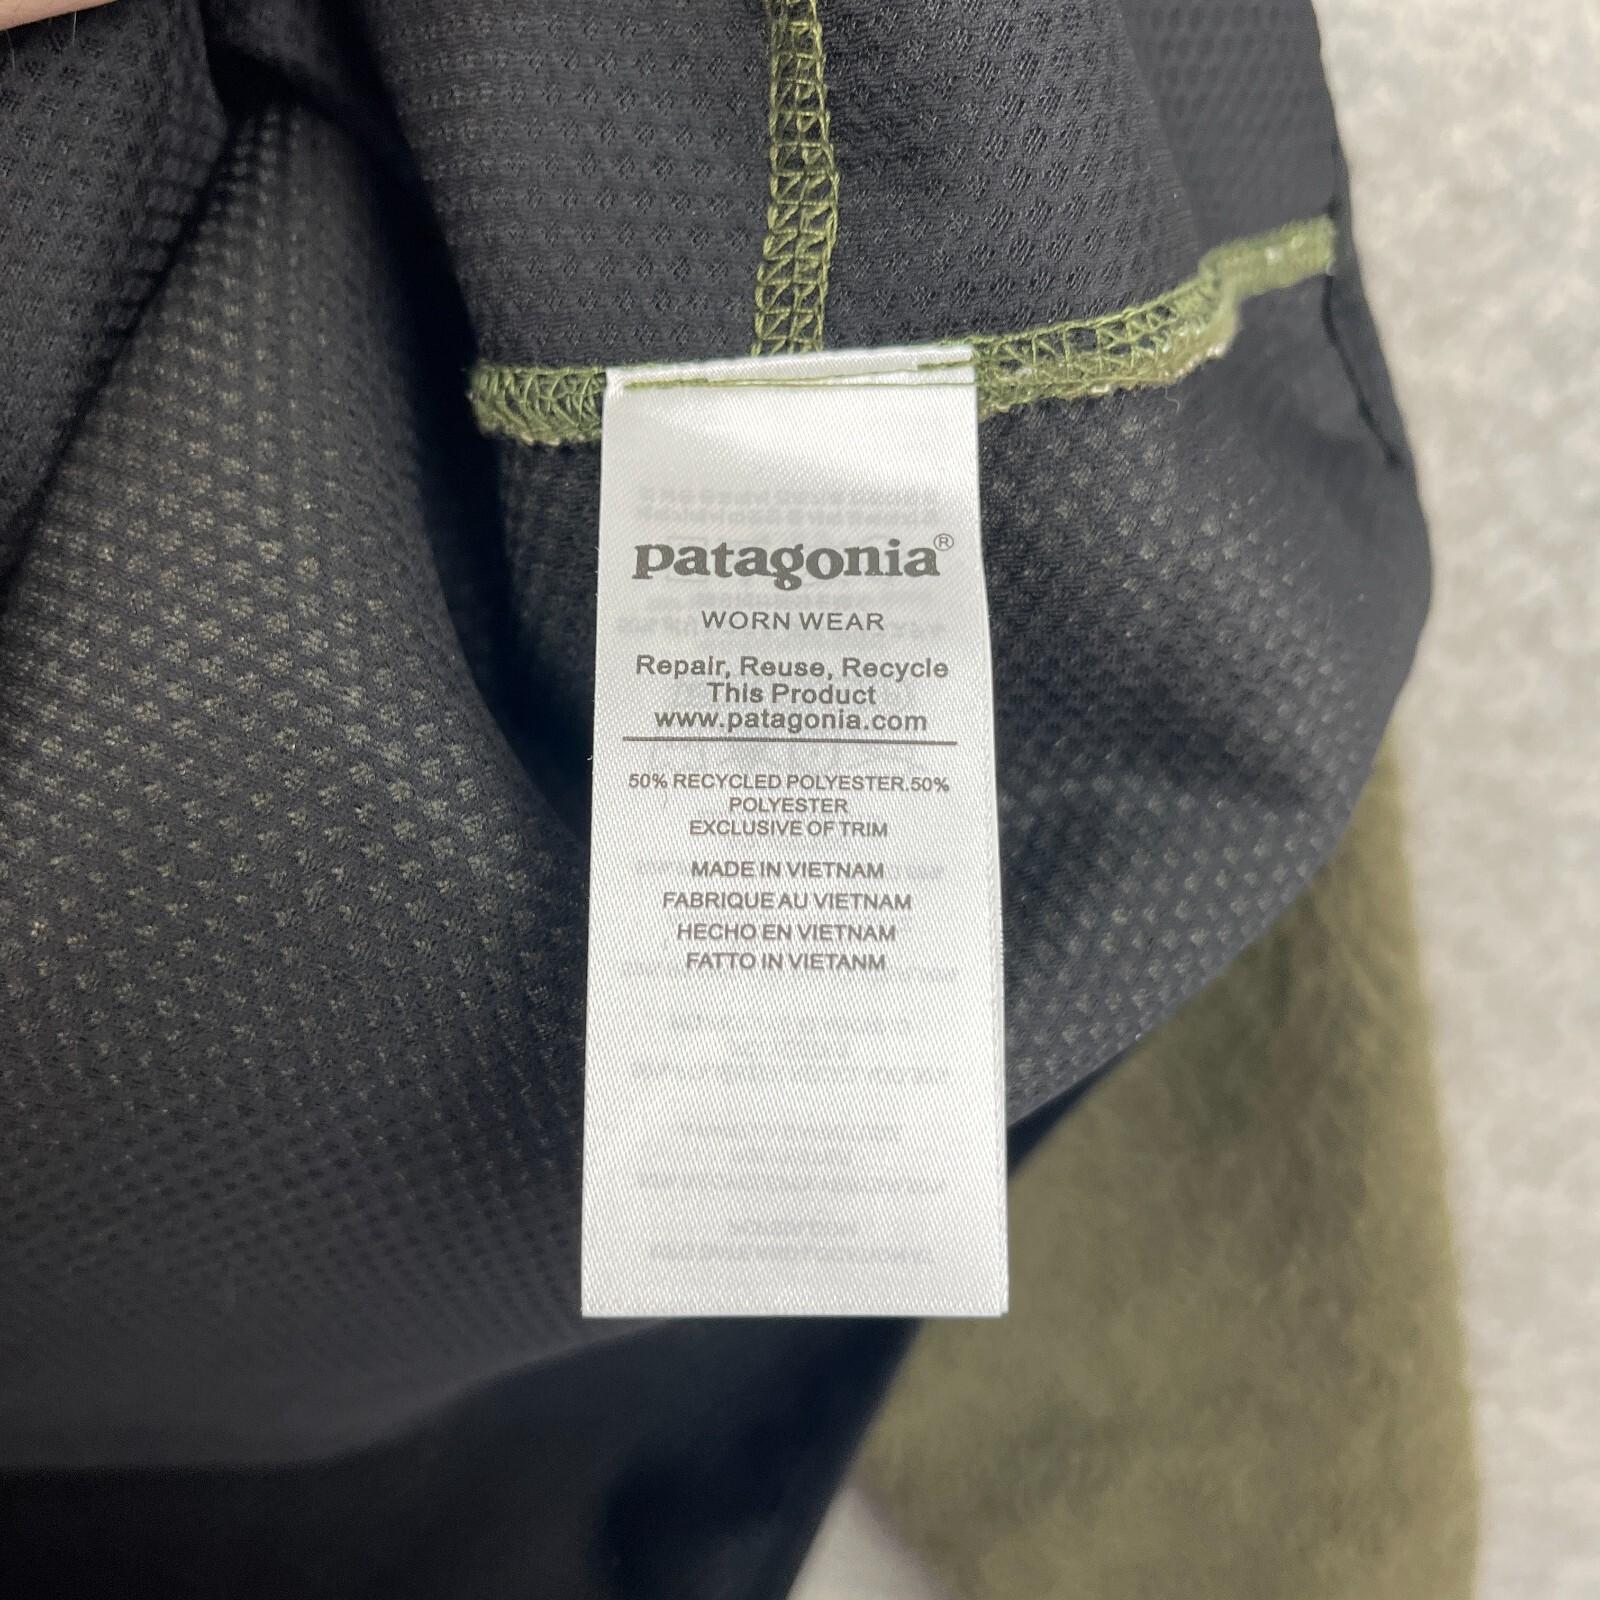 patagonia®
WORN WEAR
Repair, Reuse, Recycle
This Product
www.patagonia.com
50% RECYCLED POLYESTER.50%
POLYESTER
EXCLUSIVE OF TRIM
MADE IN VIETNAM
FABRIQUE AU VIETNAM
HECHO EN VIETNAM
FATTO IN VIETANM